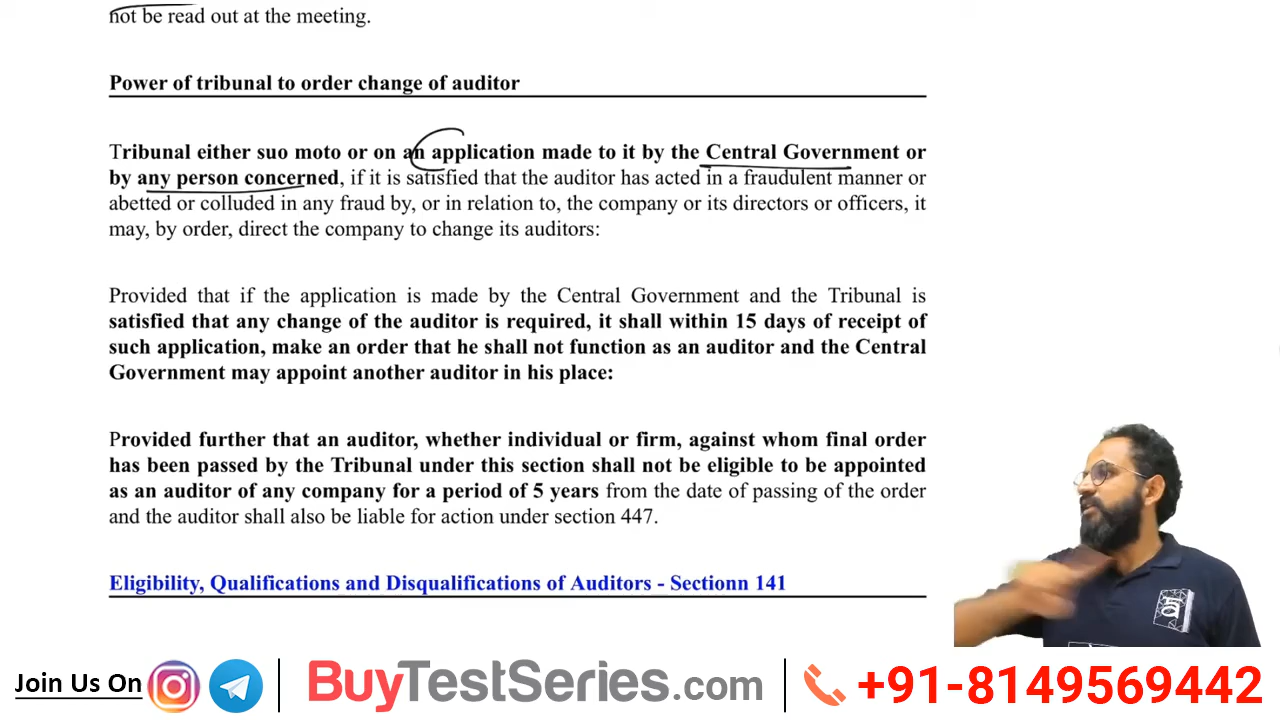 not be read out at the meeting.
Power of tribunal to order change of auditor
Tribunal either suo moto or on an application made to it by the Central Government or
by any person concerned, if it is satisfied that the auditor has acted in a fraudulent manner or
abetted or colluded in any fraud by, or in relation to, the company or its directors or officers, it
may, by order, direct the company to change its auditors:
Provided that if the application is made by the Central Government and the Tribunal is
satisfied that any change of the auditor is required, it shall within 15 days of receipt of
such application, make an order that he shall not function as an auditor and the Central
Government may appoint another auditor in his place:
Provided further that an auditor, whether individual or firm, against whom final order
has been passed by the Tribunal under this section shall not be eligible to be appointed
as an auditor of any company for a period of 5 years from the date of passing of the order
and the auditor shall also be liable for action under section 447.
Eligibility, Qualifications and Disqualifications of Auditors - Sectionn 141
Join Us On
BuyTestSeries.com
+91-8149569442